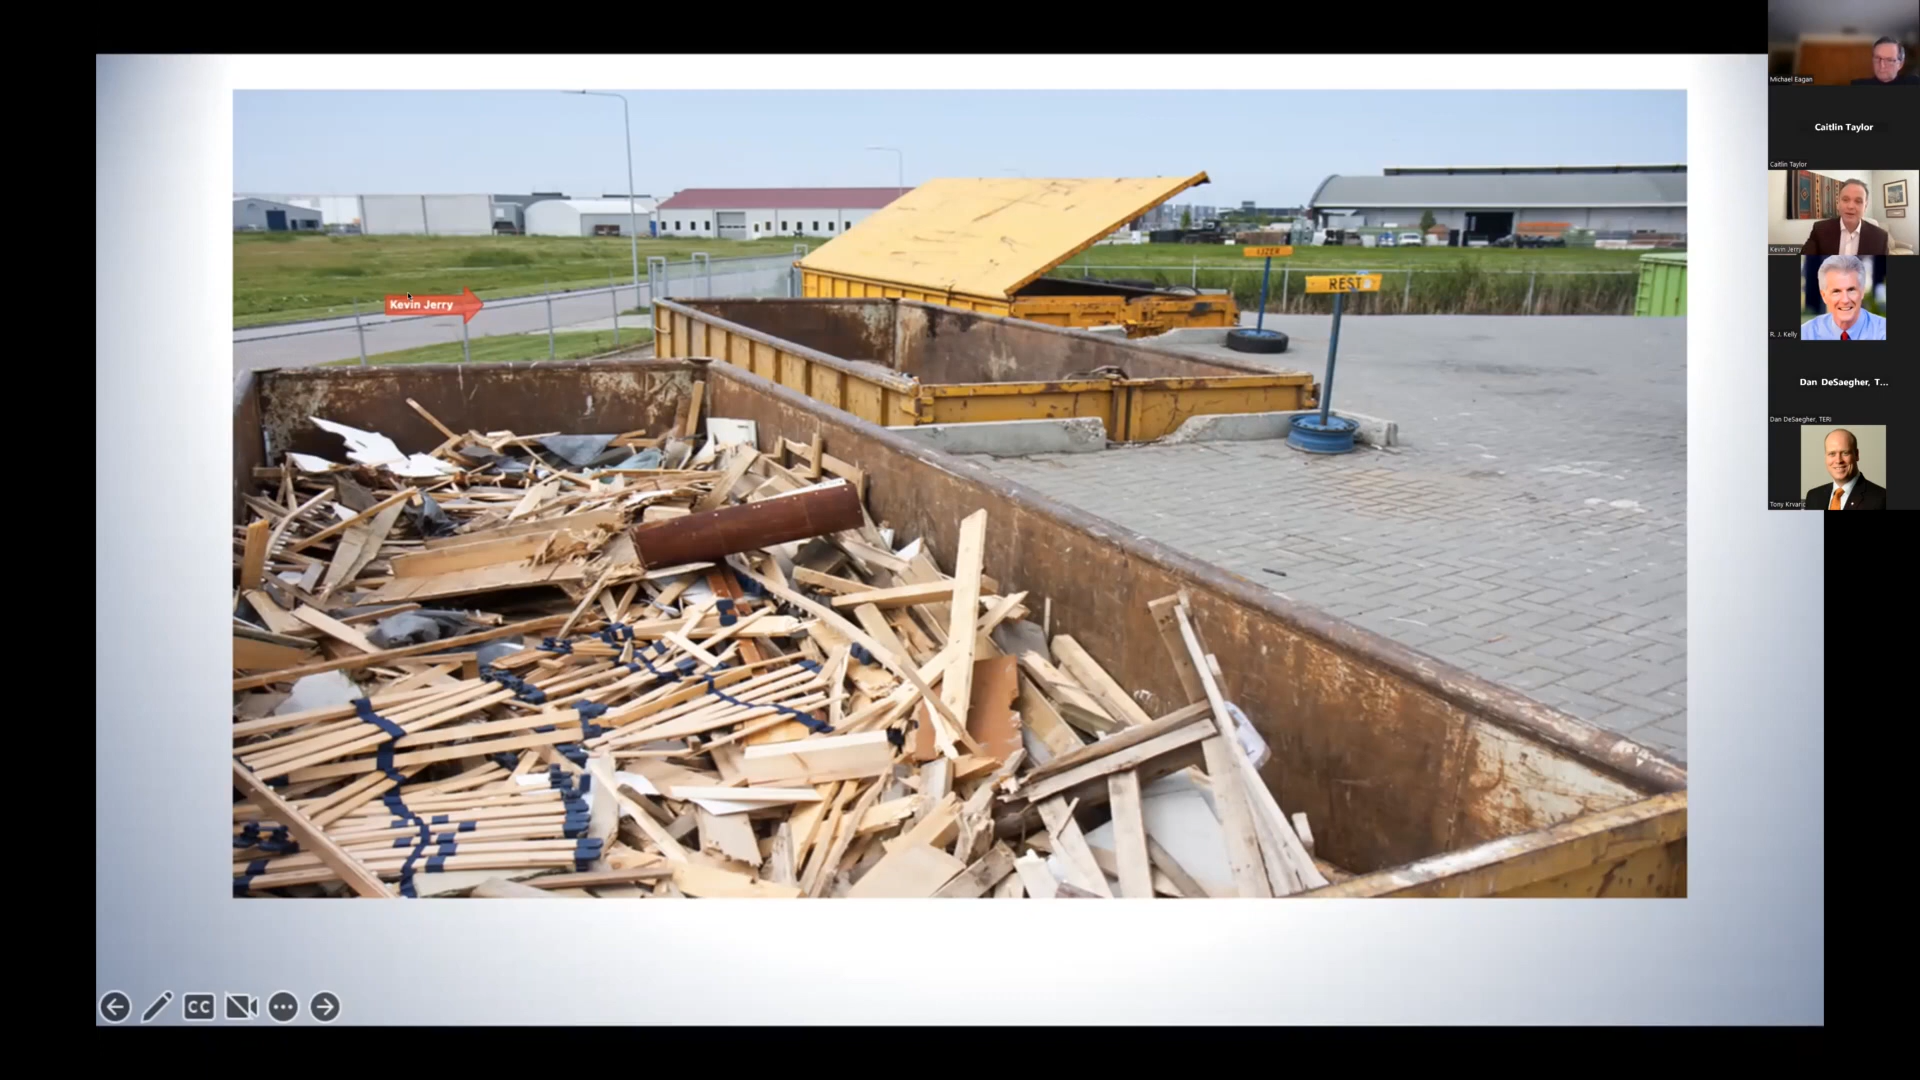 Michael Eagan
Caitlin Taylor
Caitlin Taylor
Kevin Jerry
R. J. Kelly
Dan DeSaegher, T...
Dan DeSaegher, TERI
Tony Krvaric
Kevin Jerry
IJZER
REST
CC